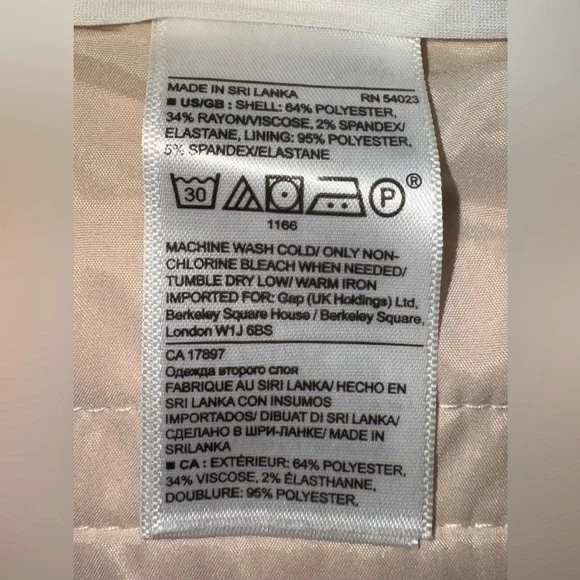 MADE IN SRI LANKA RN 54023
■ US/GB : SHELL: 64% POLYESTER,
34% RAYON/VISCOSE, 2% SPANDEX/
ELASTANE, LINING: 95% POLYESTER,
5% SPANDEX/ELASTANE
30 P ®
1166
MACHINE WASH COLD/ ONLY NON-
CHLORINE BLEACH WHEN NEEDED/
TUMBLE DRY LOW/ WARM IRON
IMPORTED FOR: Gap (UK Holdings) Ltd,
Berkeley Square House / Berkeley Square,
London W1J 6BS
CA 17897
Одежда второго слоя
FABRIQUE AU SIRI LANKA/ HECHO EN
SRI LANKA CON INSUMOS
IMPORTADOS/ DIBUAT DI SRI LANKA/
СДЕЛАНО В ШРИ-ЛАНКЕ/ MADE IN
SRILANKA
■ CA : EXTÉRIEUR: 64% POLYESTER,
34% VISCOSE, 2% ÉLASTHANNE,
DOUBLURE: 95% POLYESTER,